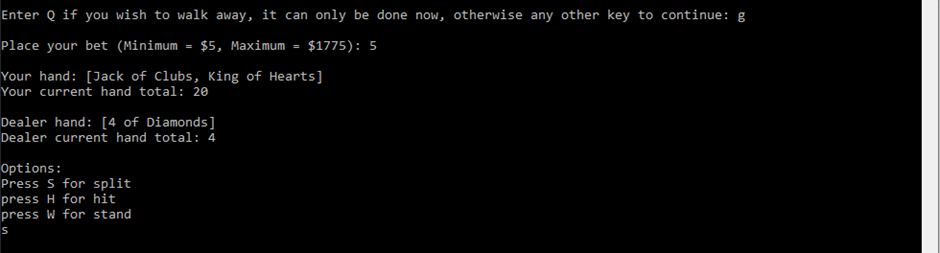 Enter Q if you wish to walk away, it can only be done now, otherwise any other key to continue: g
Place your bet (Minimum = $5, Maximum = $1775): 5
Your hand: [Jack of Clubs, King of Hearts]
Your current hand total: 20
Dealer hand: [4 of Diamonds]
Dealer current hand total: 4
Options:
Press S for split
press H for hit
press W for stand
s